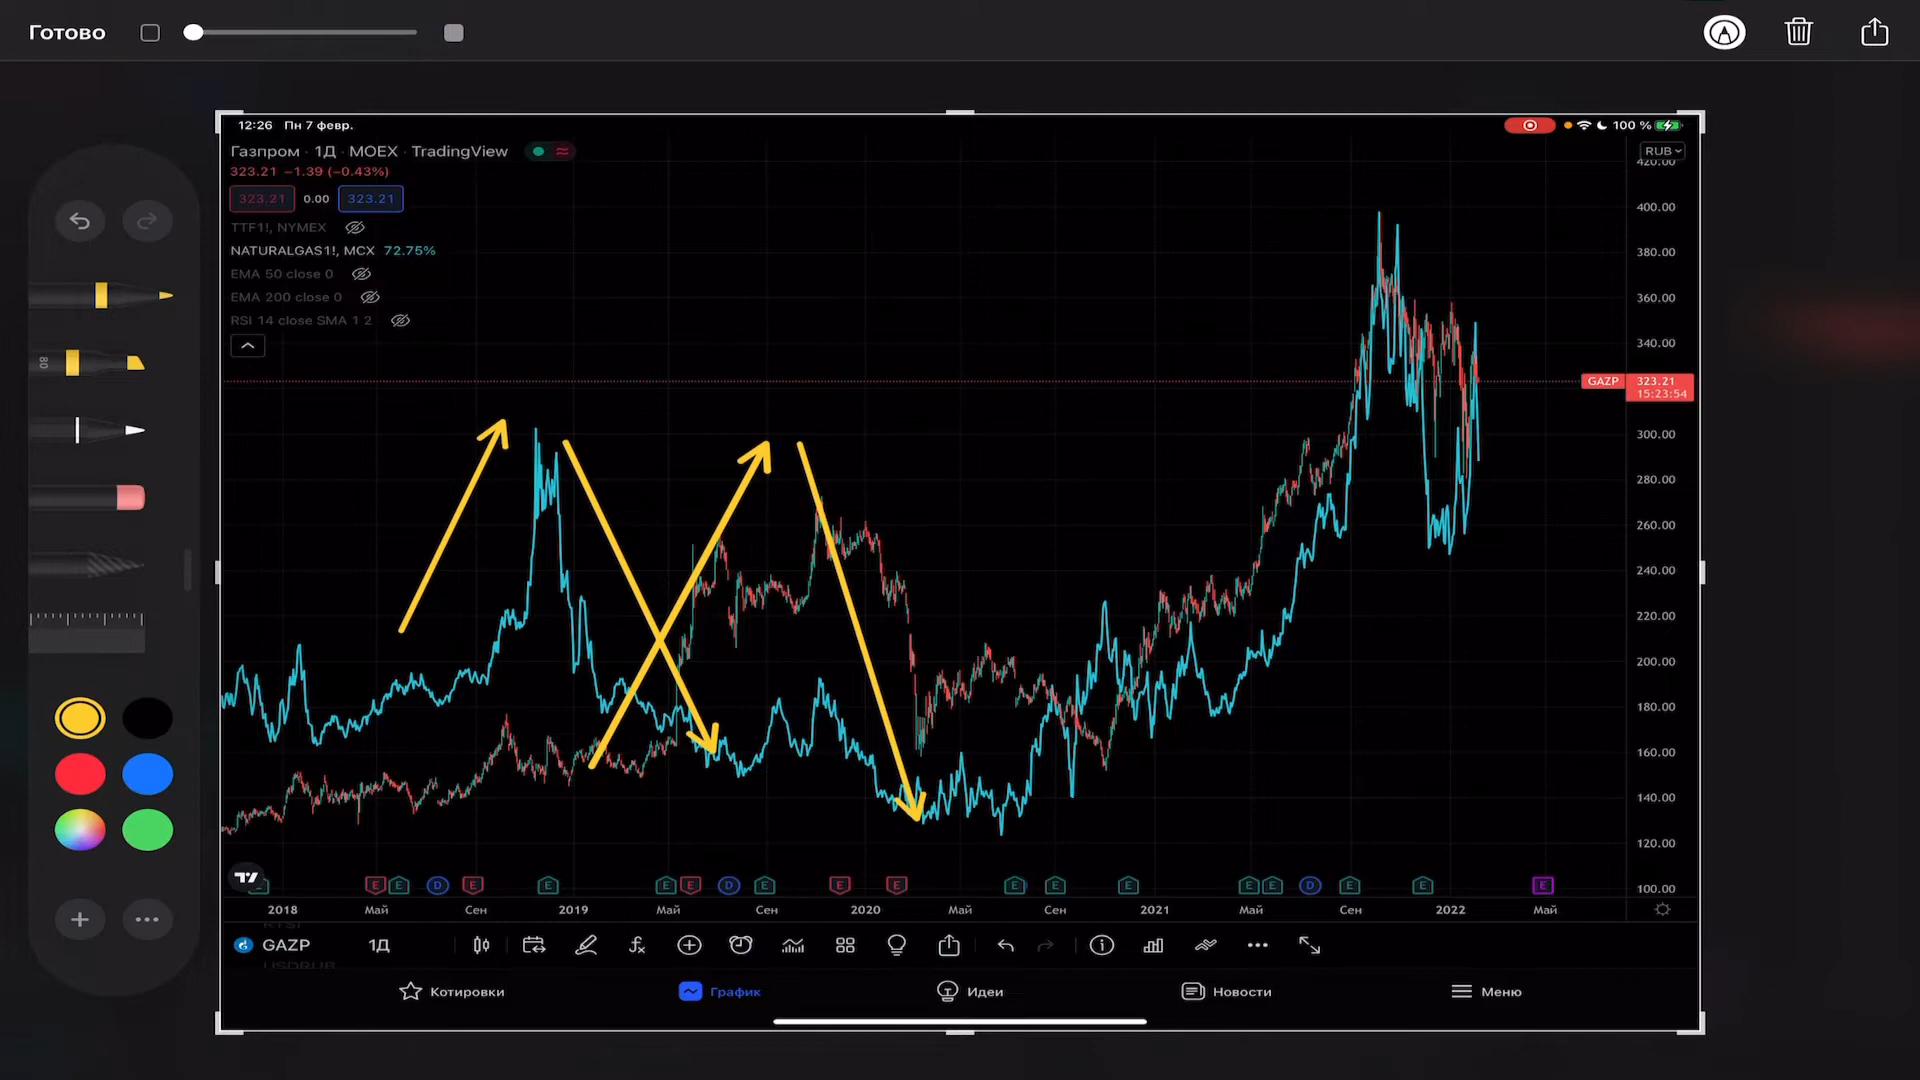 Готово
12:26 Пн 7 февр.
100 %
Газпром · 1Д · MOEX · TradingView
RUB
323.21 −1.39 (−0.43%)
323.21 0.00 323.21
TTF1!, NYMEX
NATURALGAS1!, MCX 72.75%
EMA 50 close 0
EMA 200 close 0
RSI 14 close SMA 1 2
80
420.00
400.00
380.00
360.00
340.00
GAZP 323.21
15:23:54
300.00
280.00
260.00
240.00
220.00
200.00
180.00
160.00
140.00
120.00
100.00
E E D E E E E D E E E E E E E E D E E E
2018 Май Сен 2019 Май Сен 2020 Май Сен 2021 Май Сен 2022 Май
GAZP 1Д
USDRUB
Котировки График Идеи Новости Меню